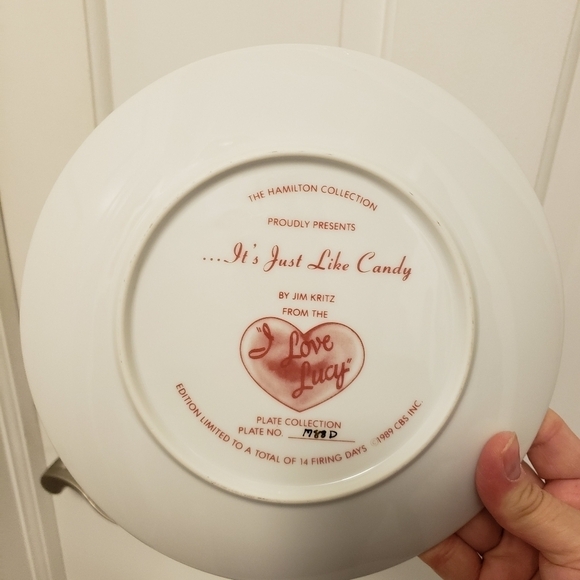 THE HAMILTON COLLECTION
PROUDLY PRESENTS
...It's Just Like Candy
BY JIM KRITZ
FROM THE
"I Love
Lucy"
PLATE COLLECTION
PLATE NO.
EDITION LIMITED TO A TOTAL OF 14 FIRING DAYS ©1989 CBS INC